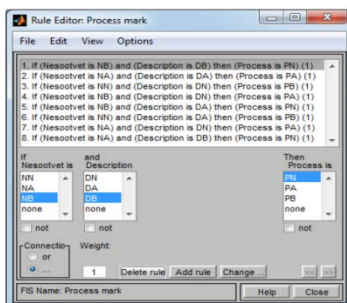 Rule Editor: Process mark
File Edit View Options
1. If (Nesootvet is NB) and (Description is DB) then (Process is PN) (1)
2. If (Nesootvet is NA) and (Description is DA) then (Process is PA) (1)
3. If (Nesootvet is NN) and (Description is DN) then (Process is PB) (1)
4. If (Nesootvet is NB) and (Description is DN) then (Process is PB) (1)
5. If (Nesootvet is NA) and (Description is DB) then (Process is PN) (1)
6. If (Nesootvet is NN) and (Description is DA) then (Process is PB) (1)
7. If (Nesootvet is NA) and (Description is DN) then (Process is PA) (1)
8. If (Nesootvet is NB) and (Description is DA) then (Process is PN) (1)
If and Then
Nesootvet is Description Process is
NN DN PN
NA DA PA
NB DB PB
none none none
not not not
Connectio Weight:
or
... 1 Delete rule Add rule Change ... << >>
FIS Name: Process mark Help Close